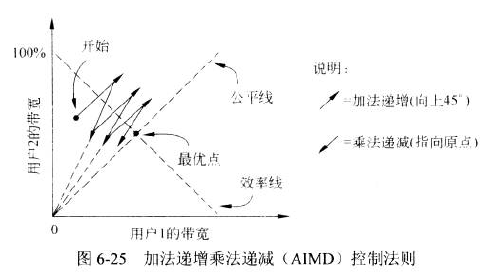 100%
开始
公平线
用户2的带宽
最优点
效率线
0
用户1的带宽
说明:
=加法递增(向上45°)
=乘法递减(指向原点)
图 6-25 加法递增乘法递减（AIMD）控制法则